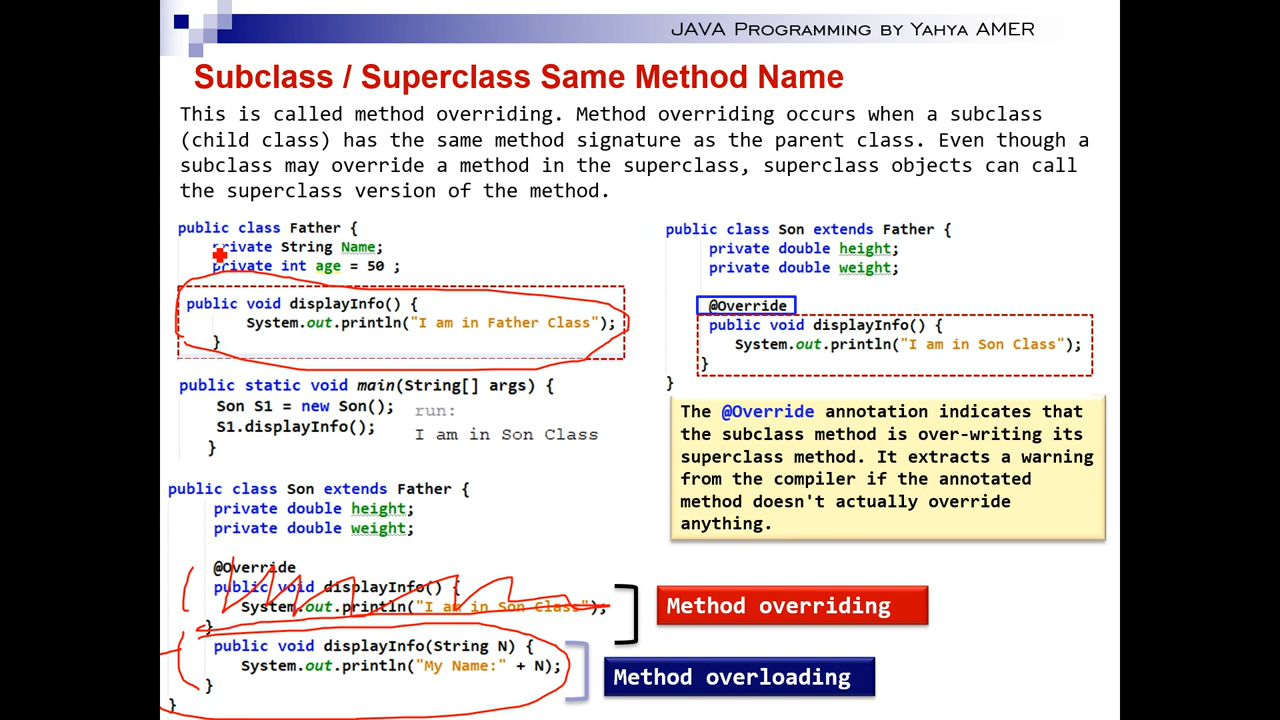 JAVA Programming by Yahya AMER
Subclass / Superclass Same Method Name
This is called method overriding. Method overriding occurs when a subclass
(child class) has the same method signature as the parent class. Even though a
subclass may override a method in the superclass, superclass objects can call
the superclass version of the method.
public class Father {
private String Name;
private int age = 50 ;
public void displayInfo() {
System.out.println("I am in Father Class");
}
public static void main(String[] args) {
Son S1 = new Son();
S1.displayInfo();
}
run:
I am in Son Class
public class Son extends Father {
private double height;
private double weight;
@Override
public void displayInfo() {
System.out.println("I am in Son Class");
}
}
The @Override annotation indicates that
the subclass method is over-writing its
superclass method. It extracts a warning
from the compiler if the annotated
method doesn't actually override
anything.
public class Son extends Father {
private double height;
private double weight;
@Override
public void displayInfo() {
System.out.println("I am in Son Class");
}
public void displayInfo(String N) {
System.out.println("My Name:" + N);
}
}
Method overriding
Method overloading